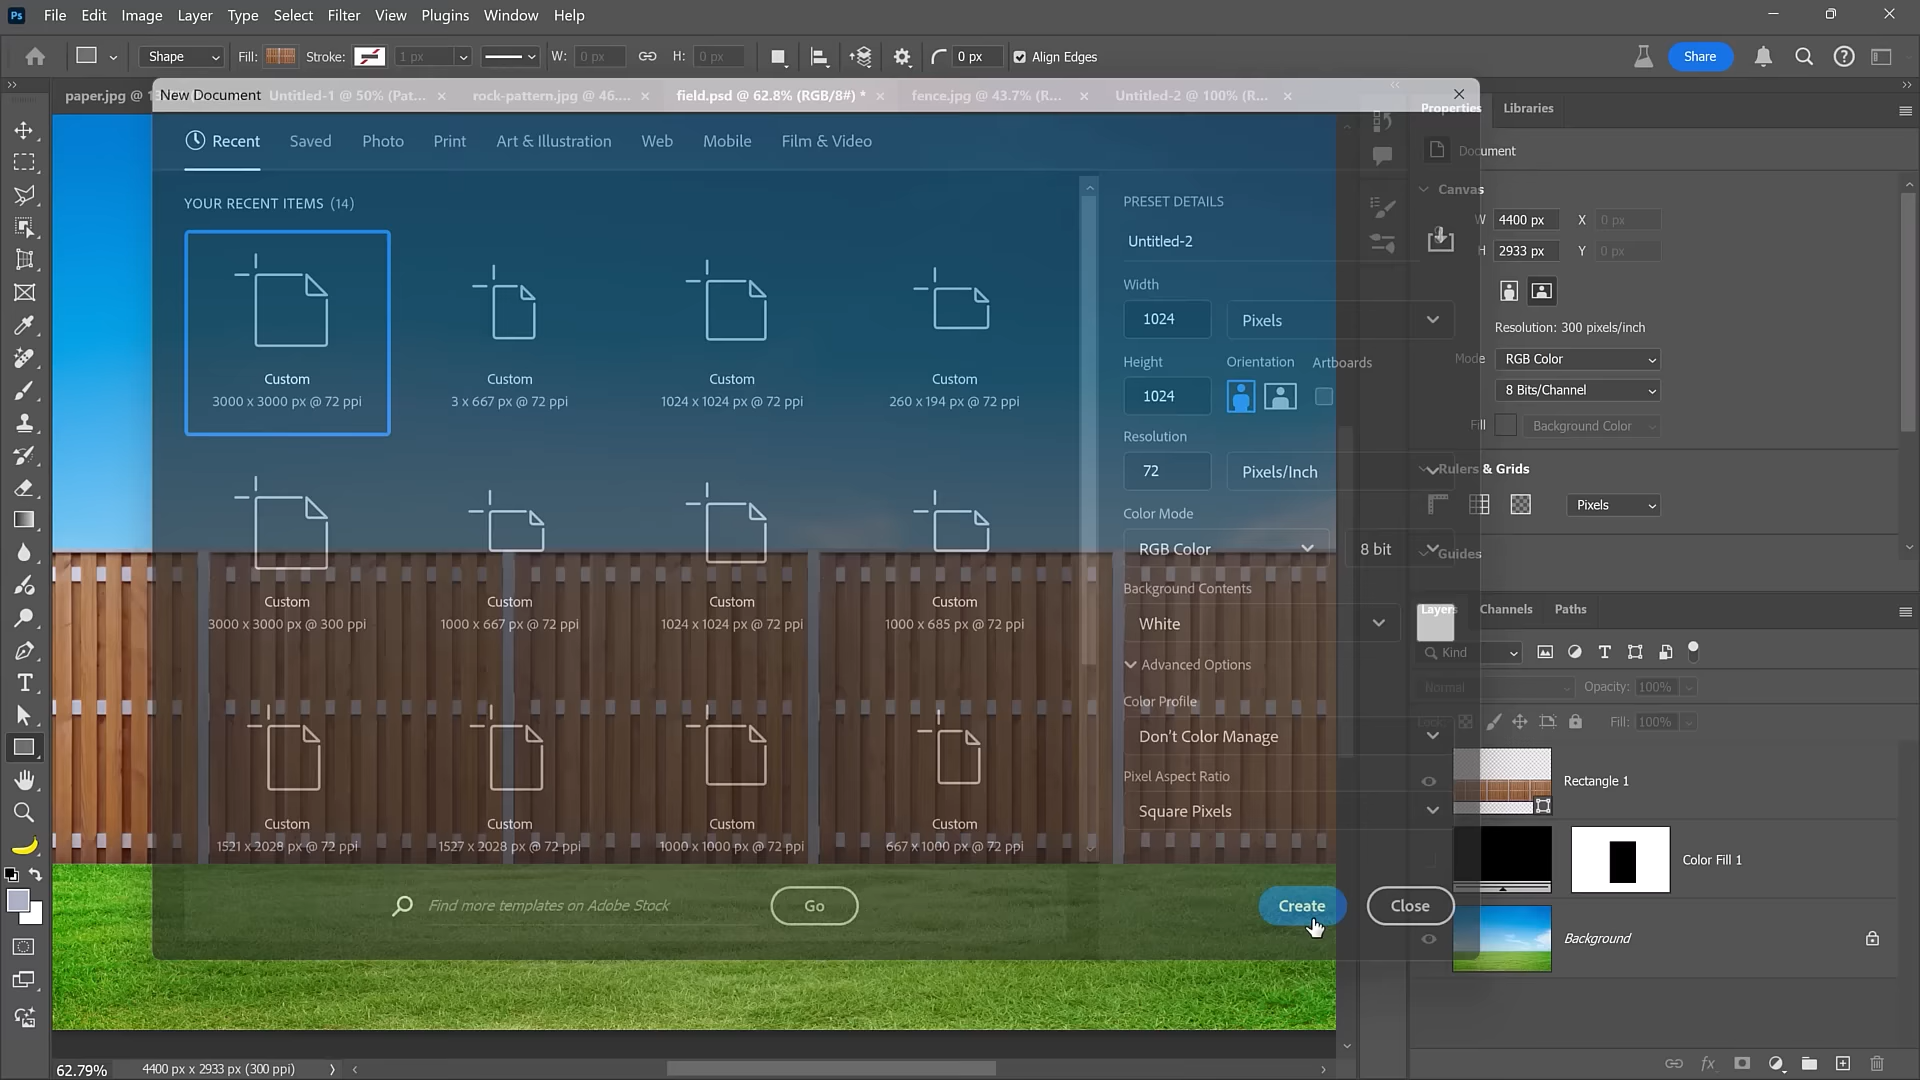 Ps File Edit Image Layer Type Select Filter View Plugins Window Help
Shape Fill: Stroke: 1 px W: 0 px H: 0 px 0 px Align Edges Share
paper.jpg @ 1 Untitled-1 @ 50% (Pat... × rock-pattern.jpg @ 46.... × field.psd @ 62.8% (RGB/8#) * × fence.jpg @ 43.7% (R... × Untitled-2 @ 100% (R... ×
New Document
Recent Saved Photo Print Art & Illustration Web Mobile Film & Video
YOUR RECENT ITEMS (14)
Custom
3000 x 3000 px @ 72 ppi
Custom
3 x 667 px @ 72 ppi
Custom
1024 x 1024 px @ 72 ppi
Custom
260 x 194 px @ 72 ppi
Custom
3000 x 3000 px @ 300 ppi
Custom
1000 x 667 px @ 72 ppi
Custom
1024 x 1024 px @ 72 ppi
Custom
1000 x 685 px @ 72 ppi
Custom
1521 x 2028 px @ 72 ppi
Custom
1527 x 2028 px @ 72 ppi
Custom
1000 x 1000 px @ 72 ppi
Custom
667 x 1000 px @ 72 ppi
Find more templates on Adobe Stock Go
PRESET DETAILS
Untitled-2
Width
1024 Pixels
Height Orientation Artboards
1024
Resolution
72 Pixels/Inch
Color Mode
RGB Color 8 bit
Background Contents
White
Advanced Options
Color Profile
Don't Color Manage
Pixel Aspect Ratio
Square Pixels
Create Close
Properties Libraries
Document
Canvas
W 4400 px X 0 px
H 2933 px Y 0 px
Resolution: 300 pixels/inch
Mode RGB Color
8 Bits/Channel
Fill Background Color
Rulers & Grids
Pixels
Guides
Layers Channels Paths
Kind
Normal Opacity: 100%
Lock: Fill: 100%
Rectangle 1
Color Fill 1
Background
62.79% 4400 px x 2933 px (300 ppi)